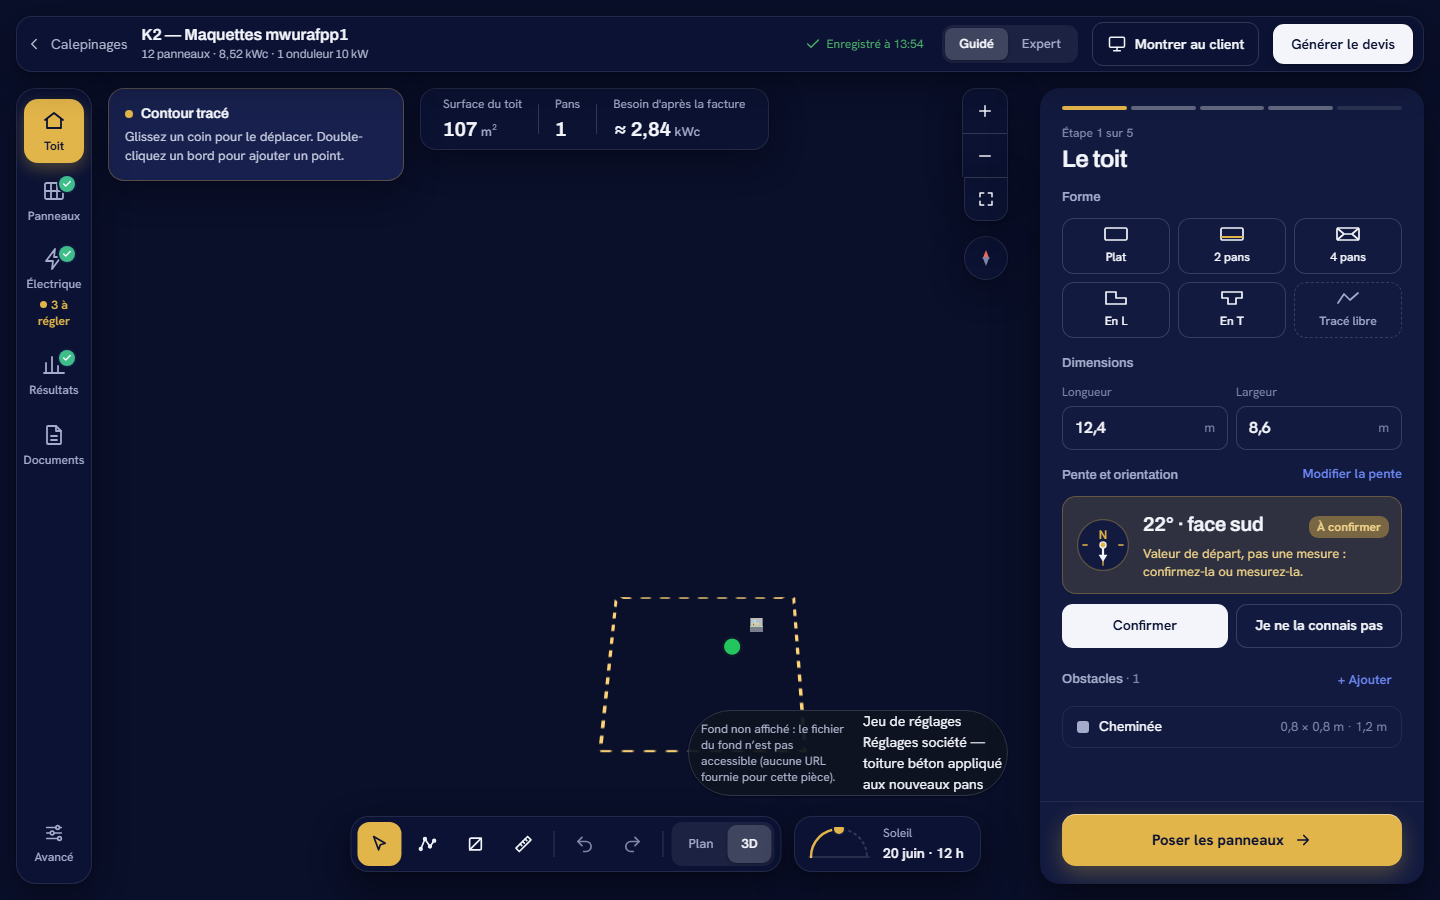 Calepinages
K2 — Maquettes mwurafpp1
12 panneaux · 8,52 kWc · 1 onduleur 10 kW
Enregistré à 13:54
Guidé
Expert
Montrer au client
Générer le devis
Toit
Panneaux
Électrique
3 à
régler
Résultats
Documents
Avancé
Contour tracé
Glissez un coin pour le déplacer. Double-
cliquez un bord pour ajouter un point.
Surface du toit
107 m²
Pans
1
Besoin d'après la facture
≈ 2,84 kWc
Fond non affiché : le fichier
du fond n’est pas
accessible (aucune URL
fournie pour cette pièce).
Jeu de réglages
Réglages société —
toiture béton appliqué
aux nouveaux pans
Plan
3D
Soleil
20 juin · 12 h
Étape 1 sur 5
Le toit
Forme
Plat
2 pans
4 pans
En L
En T
Tracé libre
Dimensions
Longueur
Largeur
12,4 m
8,6 m
Pente et orientation
Modifier la pente
N
22° · face sud
À confirmer
Valeur de départ, pas une mesure :
confirmez-la ou mesurez-la.
Confirmer
Je ne la connais pas
Obstacles · 1
+ Ajouter
Cheminée
0,8 × 0,8 m · 1,2 m
Poser les panneaux